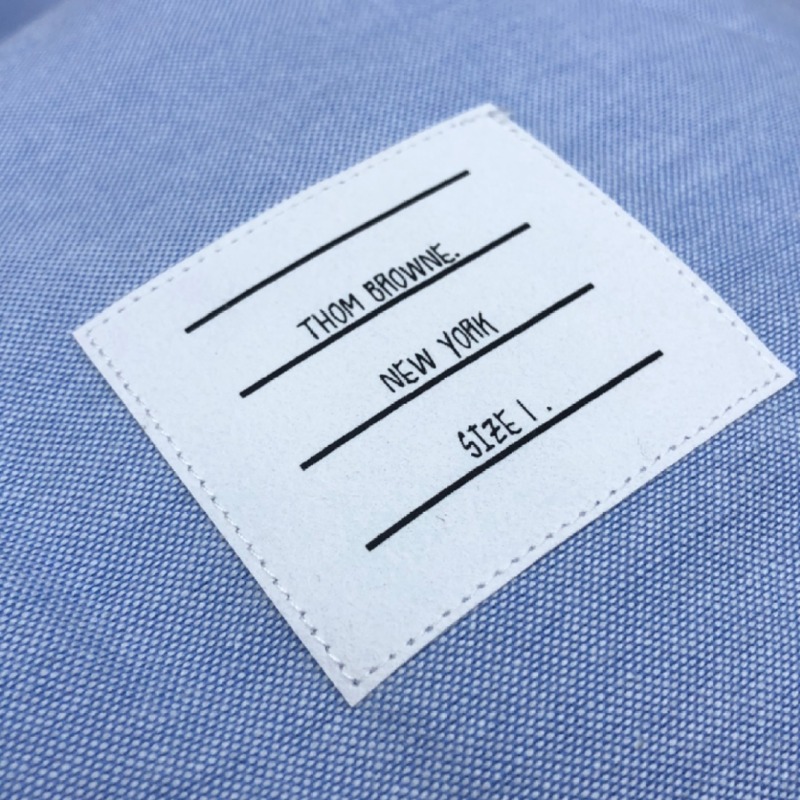 THOM BROWNE.
NEW YORK
SIZE 1.